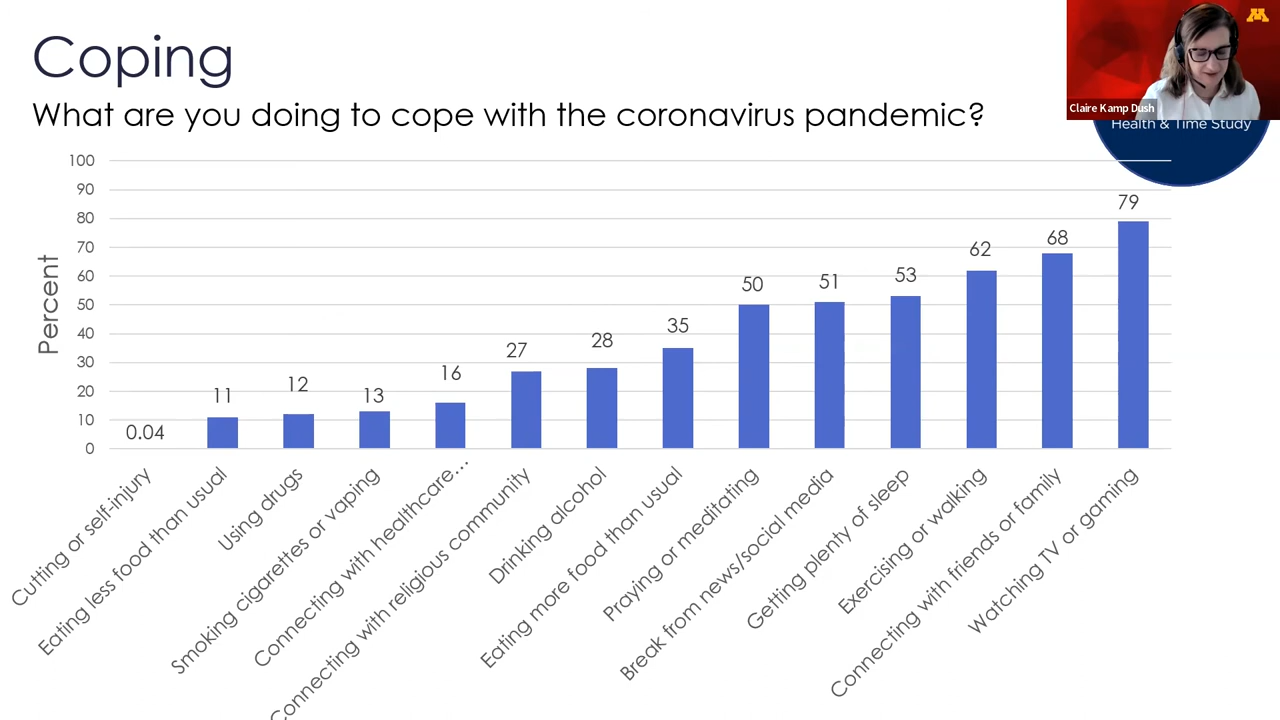 Coping
What are you doing to cope with the coronavirus pandemic?
Claire Kamp Dush
Health & Time Study
Percent
100
90
80
70
60
50
40
30
20
10
0
0.04
11
12
13
16
27
28
35
50
51
53
62
68
79
Cutting or self-injury
Eating less food than usual
Using drugs
Smoking cigarettes or vaping
Connecting with healthcare...
Connecting with religious community
Drinking alcohol
Eating more food than usual
Praying or meditating
Break from news/social media
Getting plenty of sleep
Exercising or walking
Connecting with friends or family
Watching TV or gaming